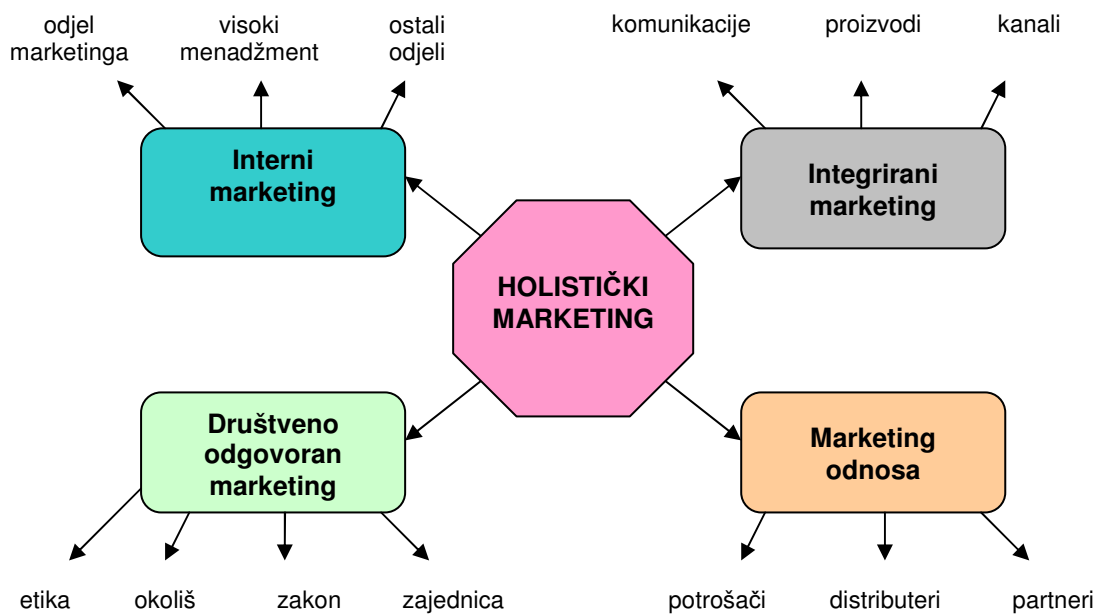 odjel
marketinga
visoki
menadžment
ostali
odjeli
komunikacije
proizvodi
kanali
Interni
marketing
Integrirani
marketing
HOLISTIČKI
MARKETING
Društveno
odgovoran
marketing
Marketing
odnosa
etika
okoliš
zakon
zajednica
potrošači
distributeri
partneri